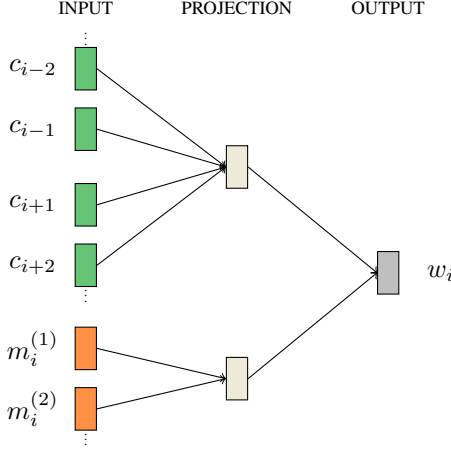 INPUT PROJECTION OUTPUT
⋮
c_{i−2}
c_{i−1}
c_{i+1}
c_{i+2}
⋮
w_i
m_i^{(1)}
m_i^{(2)}
⋮